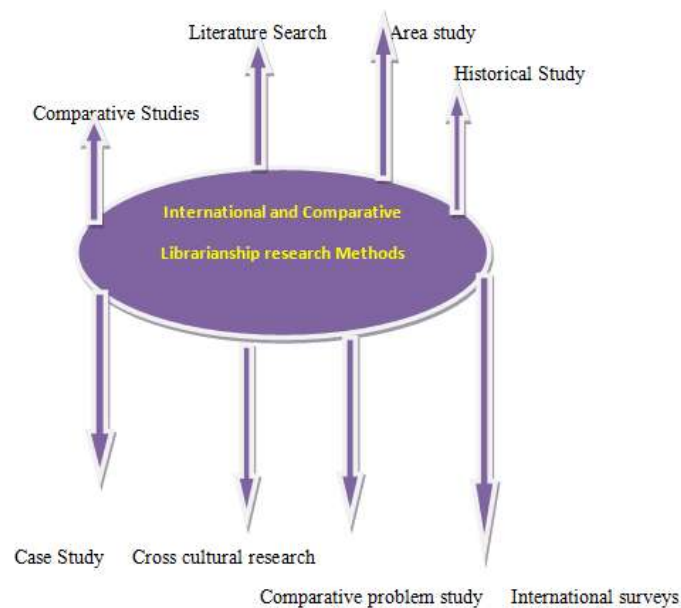 Literature Search
Area study
Historical Study
Comparative Studies
International and Comparative
Librarianship research Methods
Case Study
Cross cultural research
Comparative problem study
International surveys